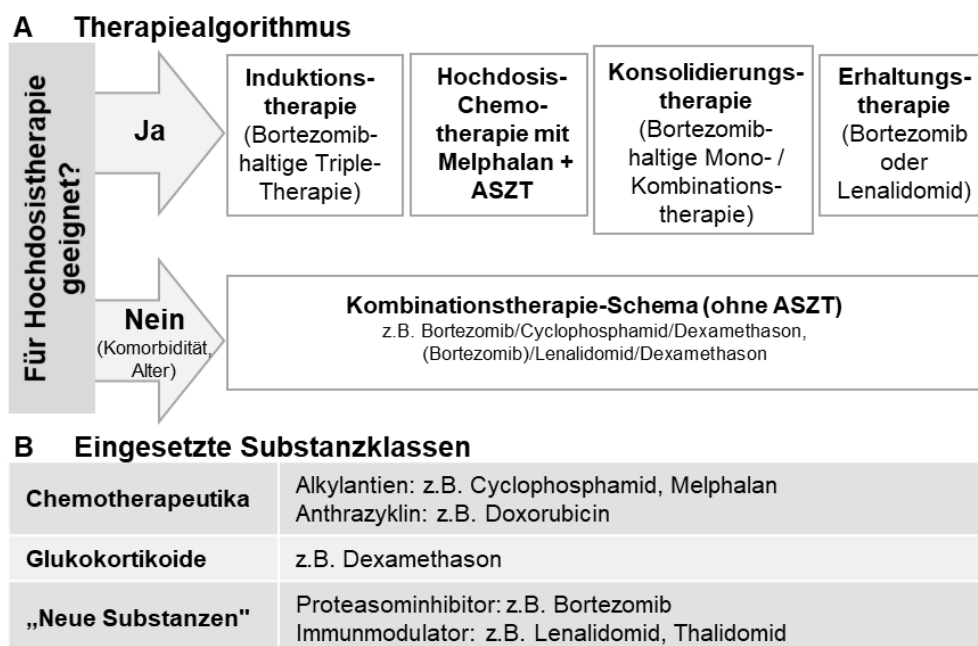 A Therapiealgorithmus
Für Hochdosistherapie
geeignet?
Ja
Induktions-
therapie
(Bortezomib-
haltige Triple-
Therapie)
Hochdosis-
Chemo-
therapie mit
Melphalan +
ASZT
Konsolidierungs-
therapie
(Bortezomib-
haltige Mono- /
Kombinations-
therapie)
Erhaltungs-
therapie
(Bortezomib
oder
Lenalidomid)
Nein
(Komorbidität,
Alter)
Kombinationstherapie-Schema (ohne ASZT)
z.B. Bortezomib/Cyclophosphamid/Dexamethason,
(Bortezomib)/Lenalidomid/Dexamethason
B Eingesetzte Substanzklassen
Chemotherapeutika
Alkylantien: z.B. Cyclophosphamid, Melphalan
Anthrazyklin: z.B. Doxorubicin
Glukokortikoide
z.B. Dexamethason
„Neue Substanzen"
Proteasominhibitor: z.B. Bortezomib
Immunmodulator: z.B. Lenalidomid, Thalidomid